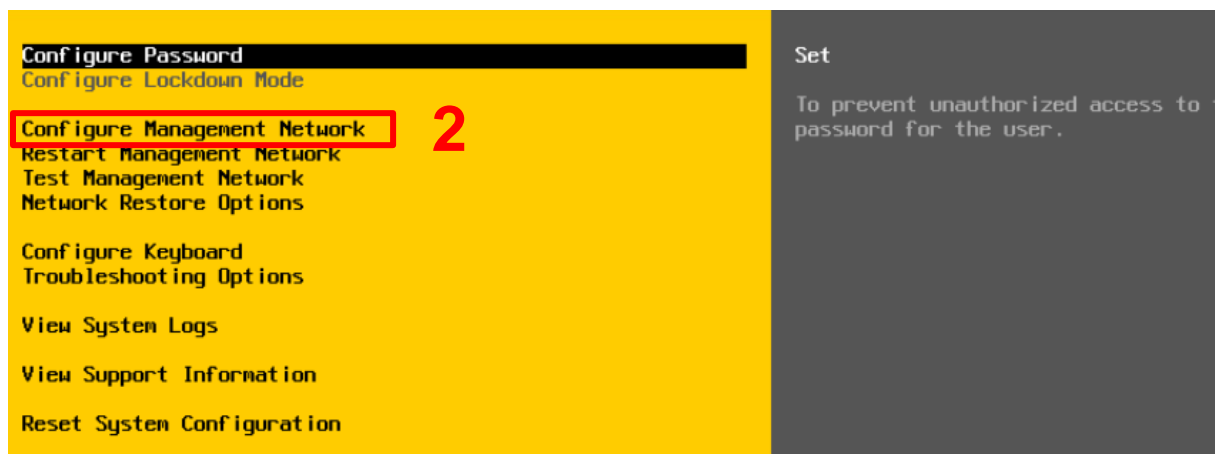 Configure Password
Configure Lockdown Mode
Configure Management Network
2
Restart Management Network
Test Management Network
Network Restore Options
Configure Keyboard
Troubleshooting Options
View System Logs
View Support Information
Reset System Configuration
Set
To prevent unauthorized access to
password for the user.